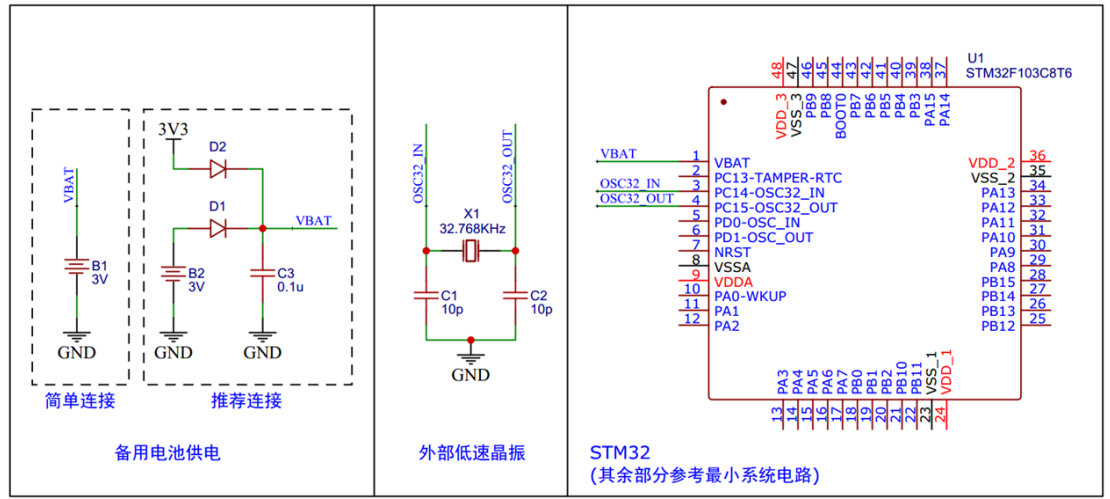 VBAT
B1
3V
GND
简单连接
3V3
D2
D1
VBAT
B2
3V
C3
0.1u
GND
GND
推荐连接
备用电池供电
OSC32_IN
OSC32_OUT
X1
32.768KHz
C1
10p
C2
10p
GND
外部低速晶振
U1
STM32F103C8T6
48 47 46 45 44 43 42 41 40 39 38 37
VDD_3 VSS_3 PB9 PB8 BOOT0 PB7 PB6 PB5 PB4 PB3 PA15 PA14
VBAT 1 VBAT
2 PC13-TAMPER-RTC
OSC32_IN 3 PC14-OSC32_IN
OSC32_OUT 4 PC15-OSC32_OUT
5 PD0-OSC_IN
6 PD1-OSC_OUT
7 NRST
8 VSSA
9 VDDA
10 PA0-WKUP
11 PA1
12 PA2
VDD_2 36
VSS_2 35
PA13 34
PA12 33
PA11 32
PA10 31
PA9 30
PA8 29
PB15 28
PB14 27
PB13 26
PB12 25
PA3 PA4 PA5 PA6 PA7 PB0 PB1 PB2 PB10 PB11 VSS_1 VDD_1
13 14 15 16 17 18 19 20 21 22 23 24
STM32
(其余部分参考最小系统电路)